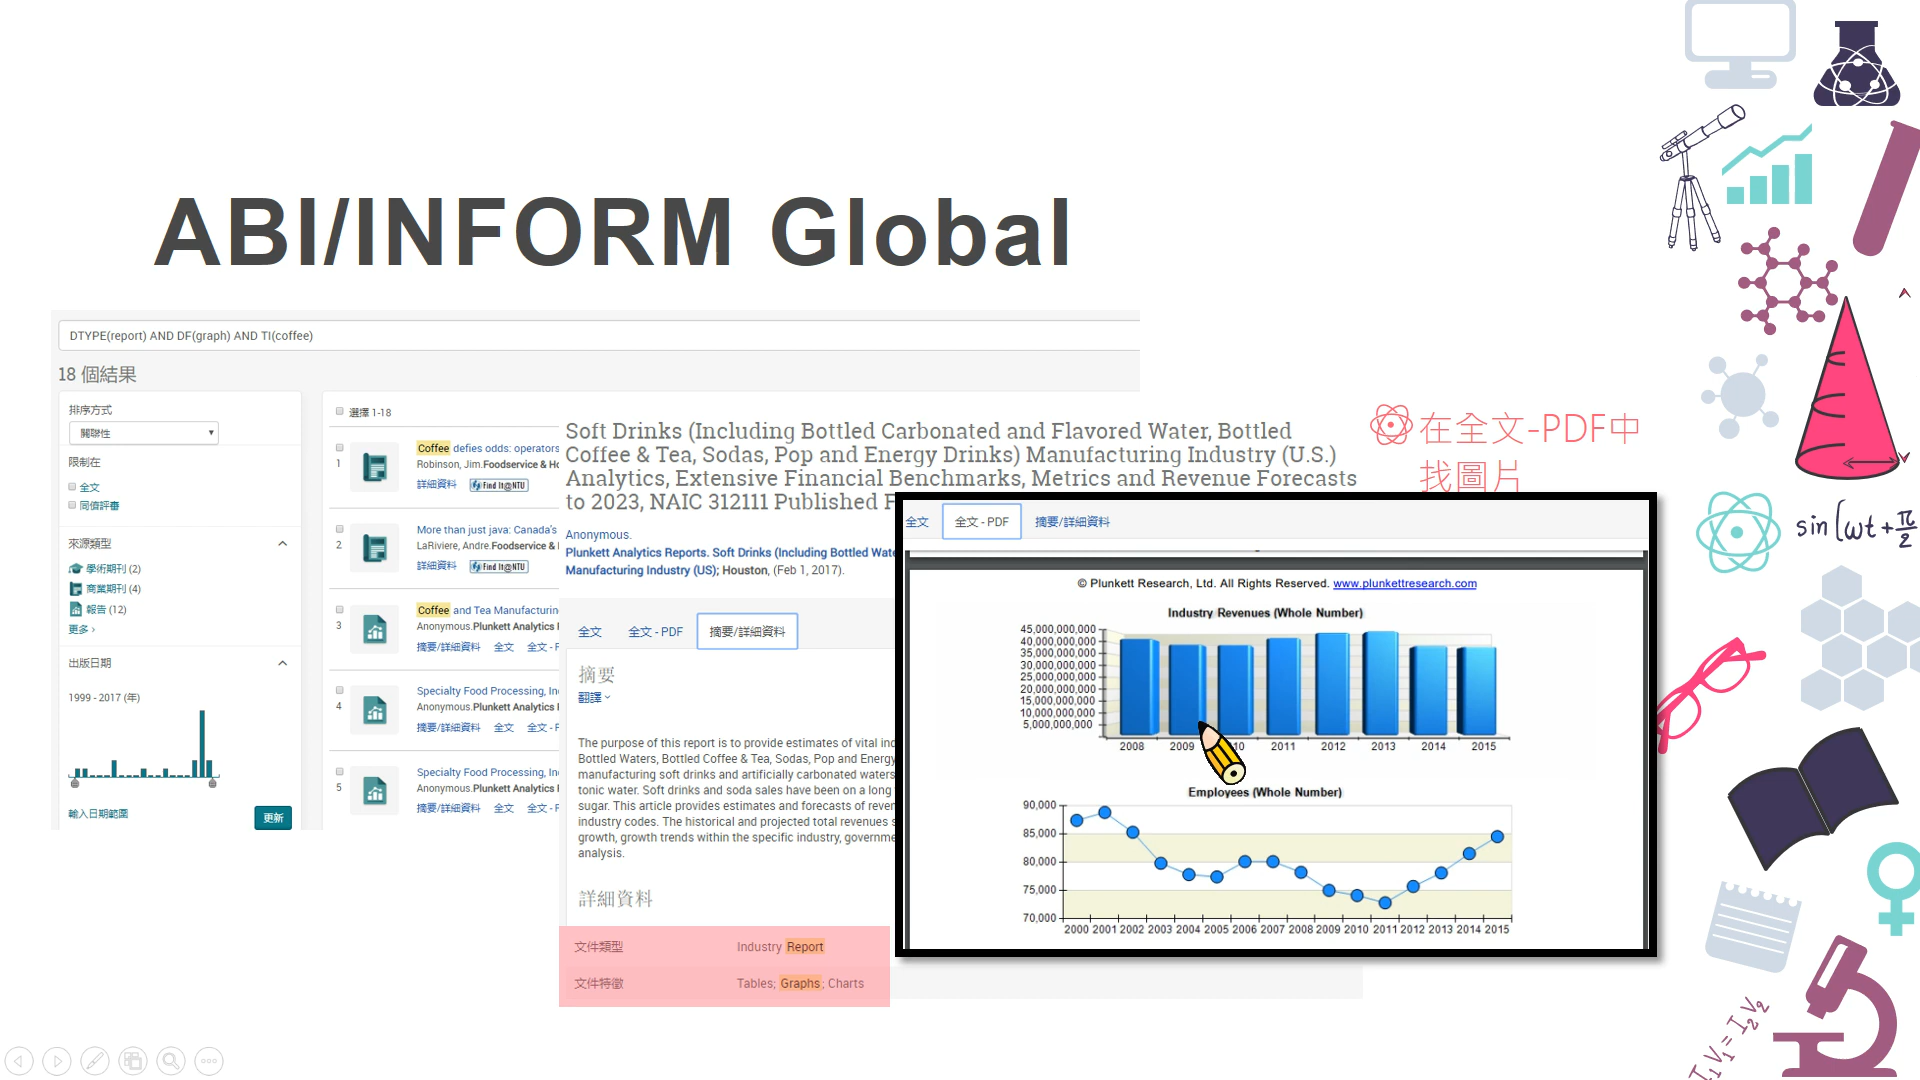 ABI/INFORM Global
DTYPE(report) AND DF(graph) AND TI(coffee)
18 個結果
排序方式
關聯性
限制在
全文
同儕評審
來源類型
學術期刊 (2)
商業期刊 (4)
報告 (12)
更多 ›
出版日期
1999 - 2017 (年)
輸入日期範圍
更新
選擇 1-18
1
Coffee defies odds: operators
Robinson, Jim.Foodservice & Ho
詳細資料 Find It@NTU
2
More than just java: Canada's
LaRiviere, Andre.Foodservice &
詳細資料 Find It@NTU
3
Coffee and Tea Manufacturin
Anonymous.Plunkett Analytics
摘要/詳細資料 全文 全文 -
4
Specialty Food Processing, In
Anonymous.Plunkett Analytics
摘要/詳細資料 全文 全文 -
5
Specialty Food Processing, In
Anonymous.Plunkett Analytics
摘要/詳細資料 全文 全文 -
Soft Drinks (Including Bottled Carbonated and Flavored Water, Bottled
Coffee & Tea, Sodas, Pop and Energy Drinks) Manufacturing Industry (U.S.)
Analytics, Extensive Financial Benchmarks, Metrics and Revenue Forecasts
to 2023, NAIC 312111 Published F
Anonymous.
Plunkett Analytics Reports. Soft Drinks (Including Bottled Wate
Manufacturing Industry (US); Houston, (Feb 1, 2017).
全文 全文 - PDF 摘要/詳細資料
摘要
翻譯
The purpose of this report is to provide estimates of vital inc
Bottled Waters, Bottled Coffee & Tea, Sodas, Pop and Energy
manufacturing soft drinks and artificially carbonated waters
tonic water. Soft drinks and soda sales have been on a long
sugar. This article provides estimates and forecasts of reven
industry codes. The historical and projected total revenues s
growth, growth trends within the specific industry, governme
analysis.
詳細資料
文件類型 Industry Report
文件特徵 Tables; Graphs; Charts
在全文-PDF中
找圖片
全文 全文 - PDF 摘要/詳細資料
© Plunkett Research, Ltd. All Rights Reserved. www.plunkettresearch.com
Industry Revenues (Whole Number)
45,000,000,000
40,000,000,000
35,000,000,000
30,000,000,000
25,000,000,000
20,000,000,000
15,000,000,000
10,000,000,000
5,000,000,000
2008 2009 10 2011 2012 2013 2014 2015
Employees (Whole Number)
90,000
85,000
80,000
75,000
70,000
2000 2001 2002 2003 2004 2005 2006 2007 2008 2009 2010 2011 2012 2013 2014 2015
sin(ωt+π/2
I₁V₁=I₂V₂